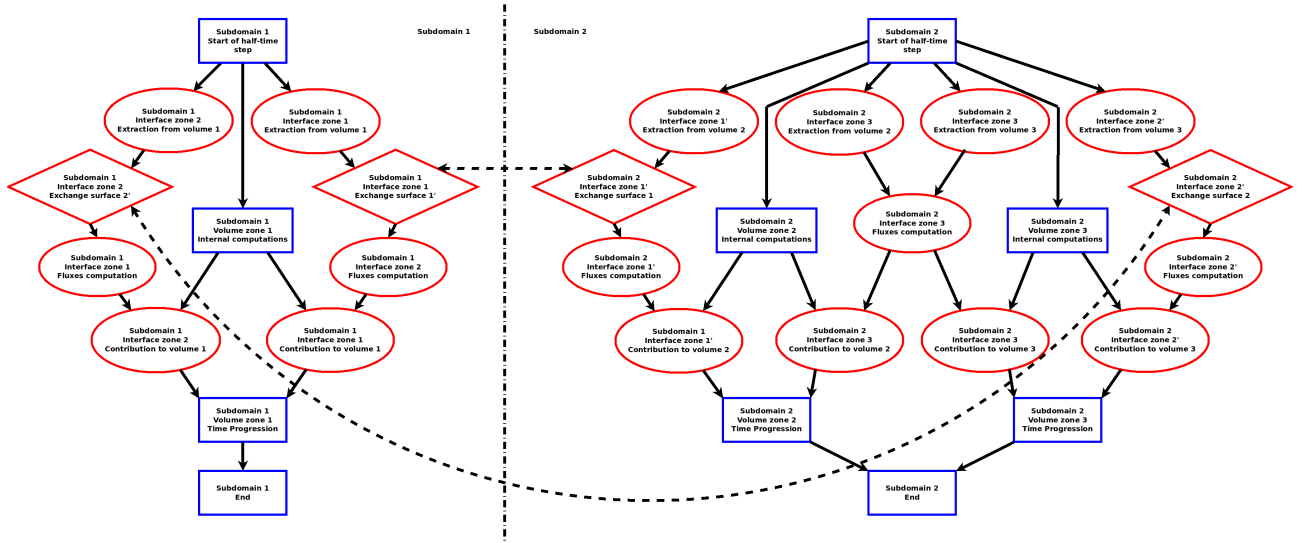 Subdomain 1
Start of half-time
step
Subdomain 1
Subdomain 2
Subdomain 2
Start of half-time
step
Subdomain 1
Interface zone 2
Extraction from volume 1
Subdomain 1
Interface zone 1
Extraction from volume 1
Subdomain 2
Interface zone 1'
Extraction from volume 2
Subdomain 2
Interface zone 3
Extraction from volume 2
Subdomain 2
Interface zone 3
Extraction from volume 3
Subdomain 2
Interface zone 2'
Extraction from volume 3
Subdomain 1
Interface zone 2
Exchange surface 2'
Subdomain 1
Interface zone 1
Exchange surface 1'
Subdomain 2
Interface zone 1'
Exchange surface 1
Subdomain 2
Interface zone 2'
Exchange surface 2
Subdomain 1
Volume zone 1
Internal computations
Subdomain 2
Volume zone 2
Internal computations
Subdomain 2
Interface zone 3
Fluxes computation
Subdomain 2
Volume zone 3
Internal computations
Subdomain 1
Interface zone 1
Fluxes computation
Subdomain 1
Interface zone 2
Fluxes computation
Subdomain 2
Interface zone 1'
Fluxes computation
Subdomain 2
Interface zone 2'
Fluxes computation
Subdomain 1
Interface zone 2
Contribution to volume 1
Subdomain 1
Interface zone 1
Contribution to volume 1
Subdomain 1
Interface zone 1'
Contribution to volume 2
Subdomain 2
Interface zone 3
Contribution to volume 2
Subdomain 2
Interface zone 3
Contribution to volume 3
Subdomain 2
Interface zone 2'
Contribution to volume 3
Subdomain 1
Volume zone 1
Time Progression
Subdomain 2
Volume zone 2
Time Progression
Subdomain 2
Volume zone 3
Time Progression
Subdomain 1
End
Subdomain 2
End